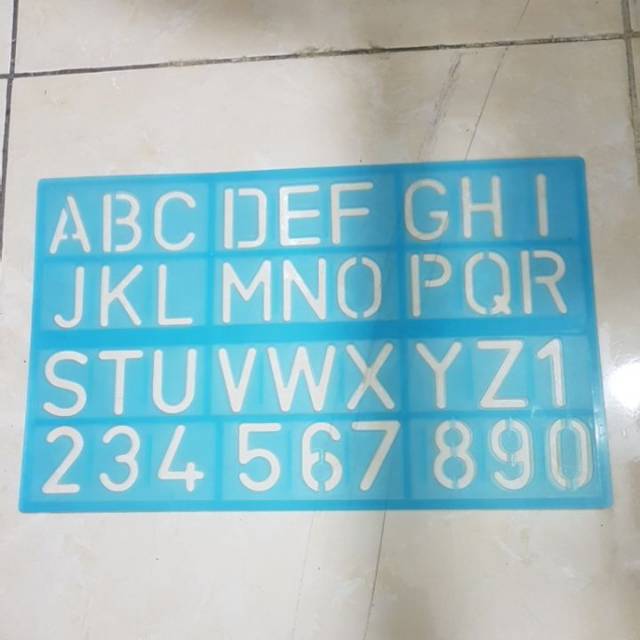 ABC DEF GHI
JKL MNO PQR
STU VWX YZ1
234 567 890